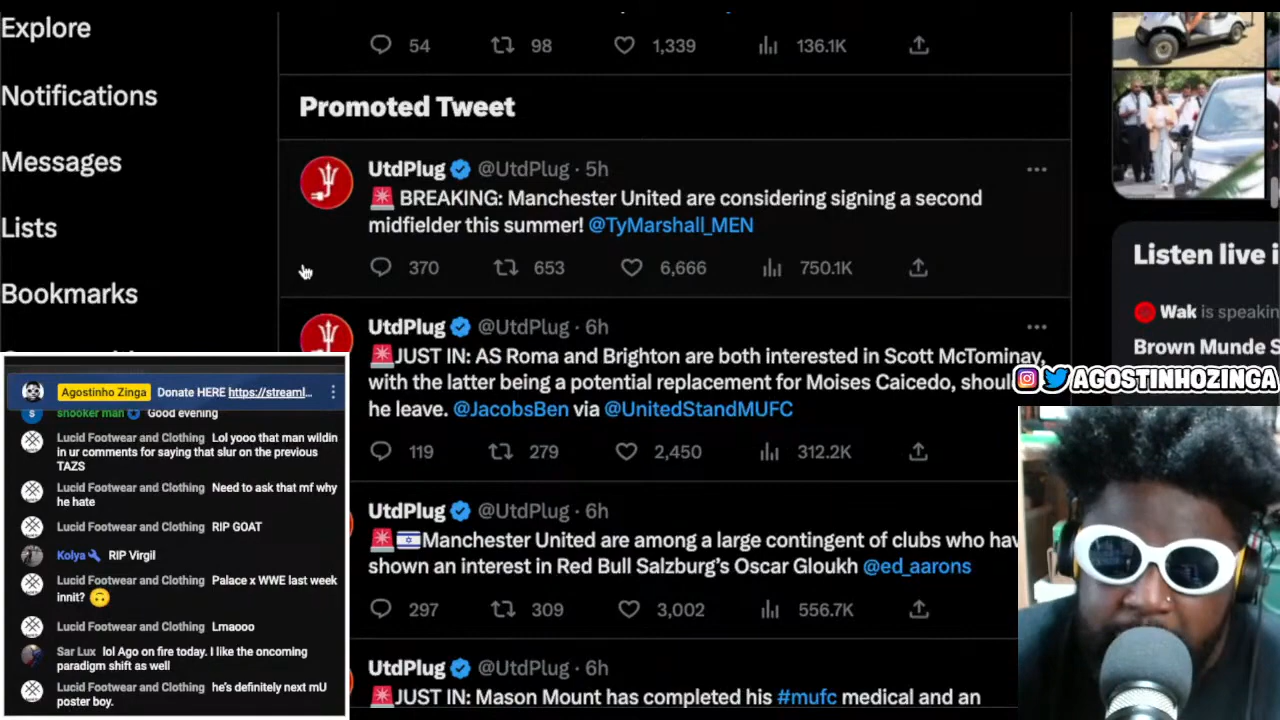 Explore
Notifications
Messages
Lists
Bookmarks
54 98 1,339 136.1K
Promoted Tweet
UtdPlug @UtdPlug · 5h
🚨 BREAKING: Manchester United are considering signing a second
midfielder this summer! @TyMarshall_MEN
370 653 6,666 750.1K
UtdPlug @UtdPlug · 6h
🚨JUST IN: AS Roma and Brighton are both interested in Scott McTominay,
with the latter being a potential replacement for Moises Caicedo, shoul
he leave. @JacobsBen via @UnitedStandMUFC
119 279 2,450 312.2K
UtdPlug @UtdPlug · 6h
🚨🇮🇱Manchester United are among a large contingent of clubs who hav
shown an interest in Red Bull Salzburg’s Oscar Gloukh @ed_aarons
297 309 3,002 556.7K
UtdPlug @UtdPlug · 6h
🚨JUST IN: Mason Mount has completed his #mufc medical and an
Listen live i
Wak is speakin
Brown Munde S
AGOSTINHOZINGA
Agostinho Zinga Donate HERE https://streaml...
S snooker man Good evening
Lucid Footwear and Clothing Lol yooo that man wildin
in ur comments for saying that slur on the previous
TAZS
Lucid Footwear and Clothing Need to ask that mf why
he hate
Lucid Footwear and Clothing RIP GOAT
Kolya RIP Virgil
Lucid Footwear and Clothing Palace x WWE last week
innit? 🙃
Lucid Footwear and Clothing Lmaooo
Sar Lux lol Ago on fire today. I like the oncoming
paradigm shift as well
Lucid Footwear and Clothing he's definitely next mU
poster boy.